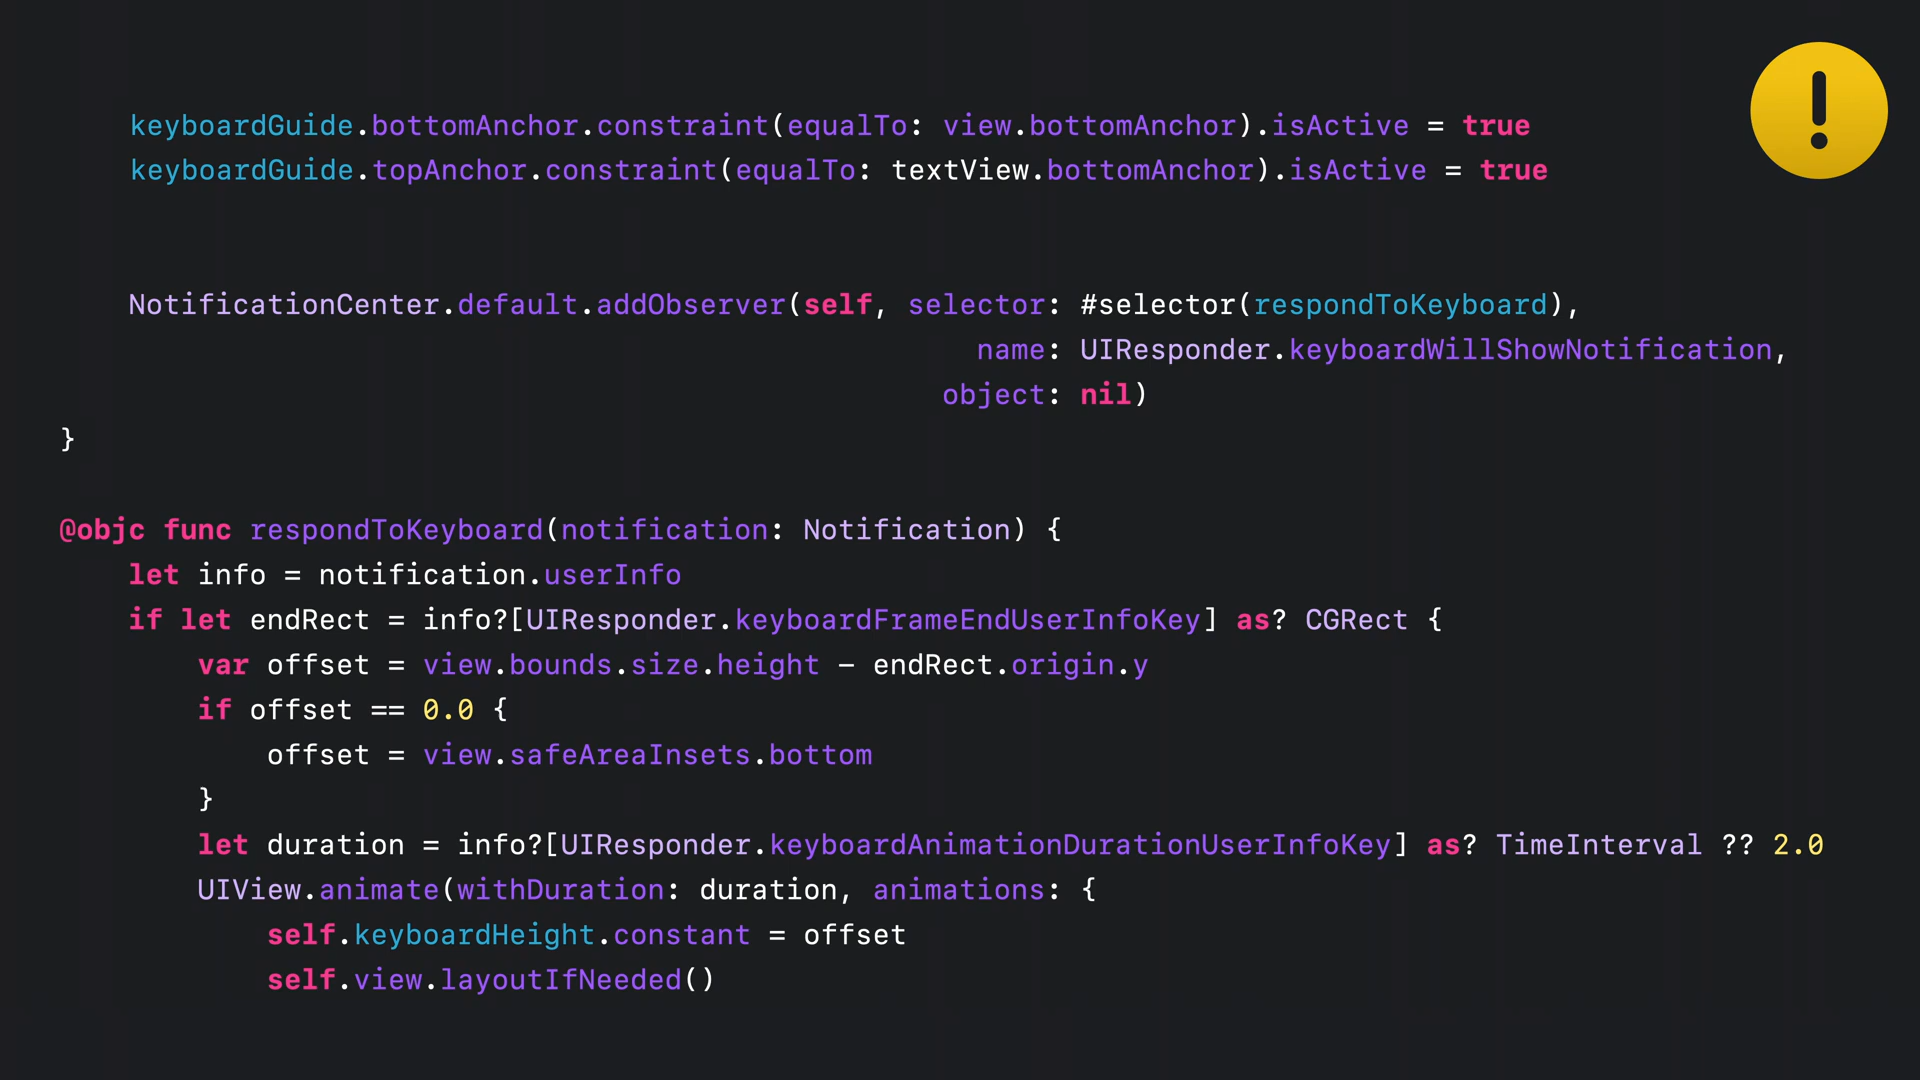 keyboardGuide.bottomAnchor.constraint(equalTo: view.bottomAnchor).isActive = true
keyboardGuide.topAnchor.constraint(equalTo: textView.bottomAnchor).isActive = true
NotificationCenter.default.addObserver(self, selector: #selector(respondToKeyboard),
name: UIResponder.keyboardWillShowNotification,
object: nil)
}
@objc func respondToKeyboard(notification: Notification) {
let info = notification.userInfo
if let endRect = info?[UIResponder.keyboardFrameEndUserInfoKey] as? CGRect {
var offset = view.bounds.size.height – endRect.origin.y
if offset == 0.0 {
offset = view.safeAreaInsets.bottom
}
let duration = info?[UIResponder.keyboardAnimationDurationUserInfoKey] as? TimeInterval ?? 2.0
UIView.animate(withDuration: duration, animations: {
self.keyboardHeight.constant = offset
self.view.layoutIfNeeded()